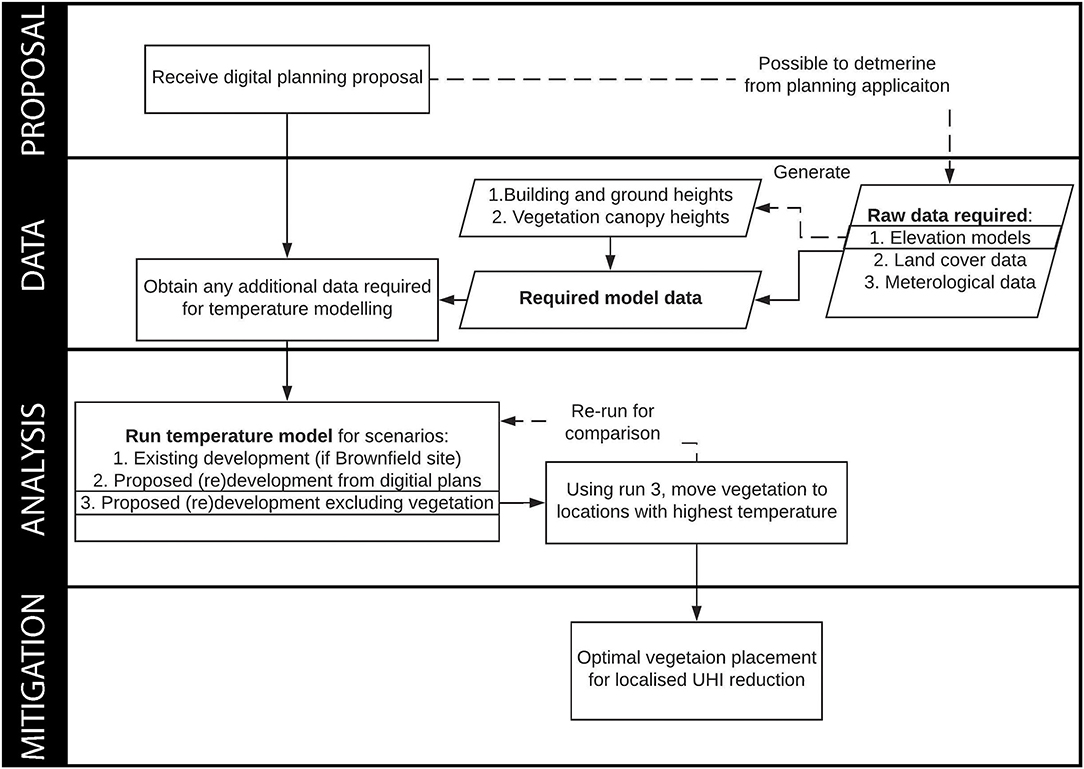 PROPOSAL
Receive digital planning proposal
Possible to detmerine
from planning applicaiton
DATA
Generate
1.Building and ground heights
2. Vegetation canopy heights
Raw data required:
1. Elevation models
2. Land cover data
3. Meterological data
Obtain any additional data required
for temperature modelling
Required model data
ANALYSIS
Run temperature model for scenarios:
1. Existing development (if Brownfield site)
2. Proposed (re)development from digitial plans
3. Proposed (re)development excluding vegetation
Re-run for
comparison
Using run 3, move vegetation to
locations with highest temperature
MITIGATION
Optimal vegetaion placement
for localised UHI reduction